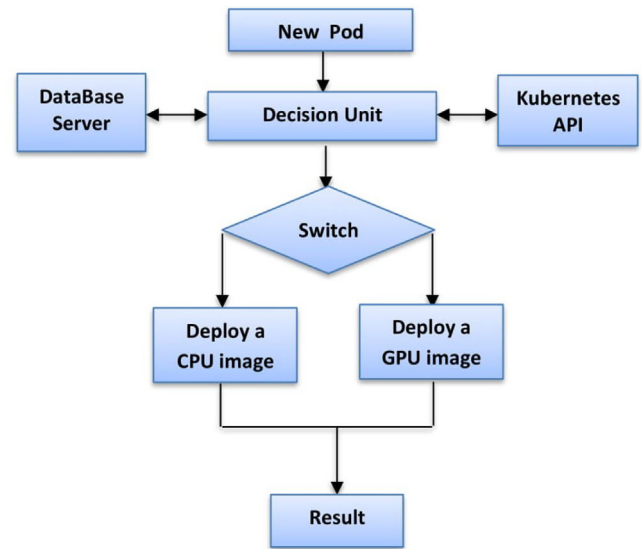 New Pod
DataBase
Server
Decision Unit
Kubernetes
API
Switch
Deploy a
CPU image
Deploy a
GPU image
Result